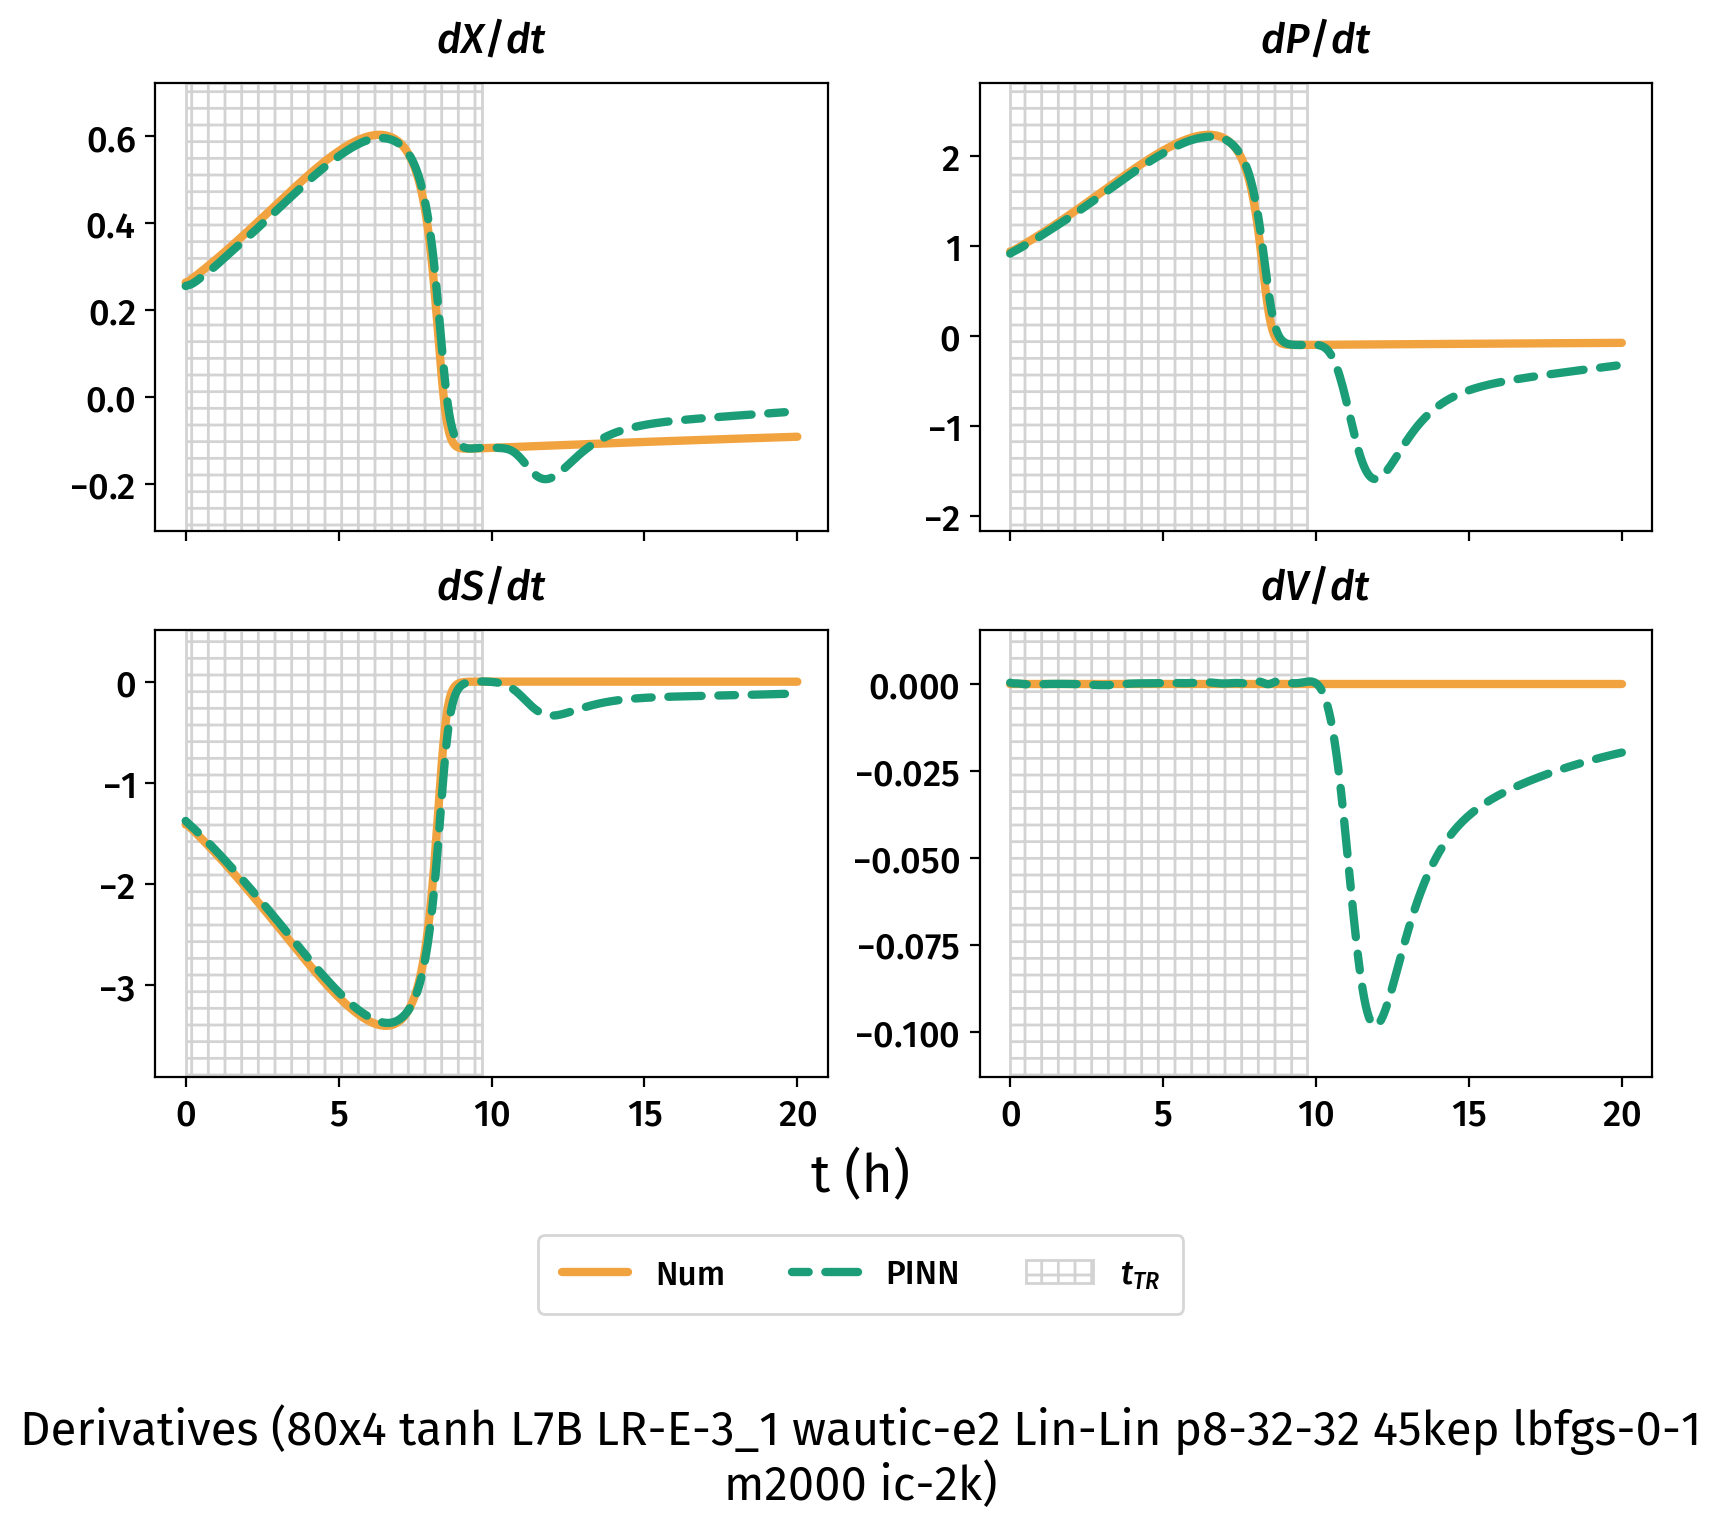 dX/dt
dP/dt
0.6
0.4
0.2
0.0
−0.2
2
1
0
−1
−2
dS/dt
dV/dt
0
−1
−2
−3
0.000
−0.025
−0.050
−0.075
−0.100
0 5 10 15 20
0 5 10 15 20
t (h)
Num PINN tTR
Derivatives (80x4 tanh L7B LR-E-3_1 wautic-e2 Lin-Lin p8-32-32 45kep lbfgs-0-1
m2000 ic-2k)